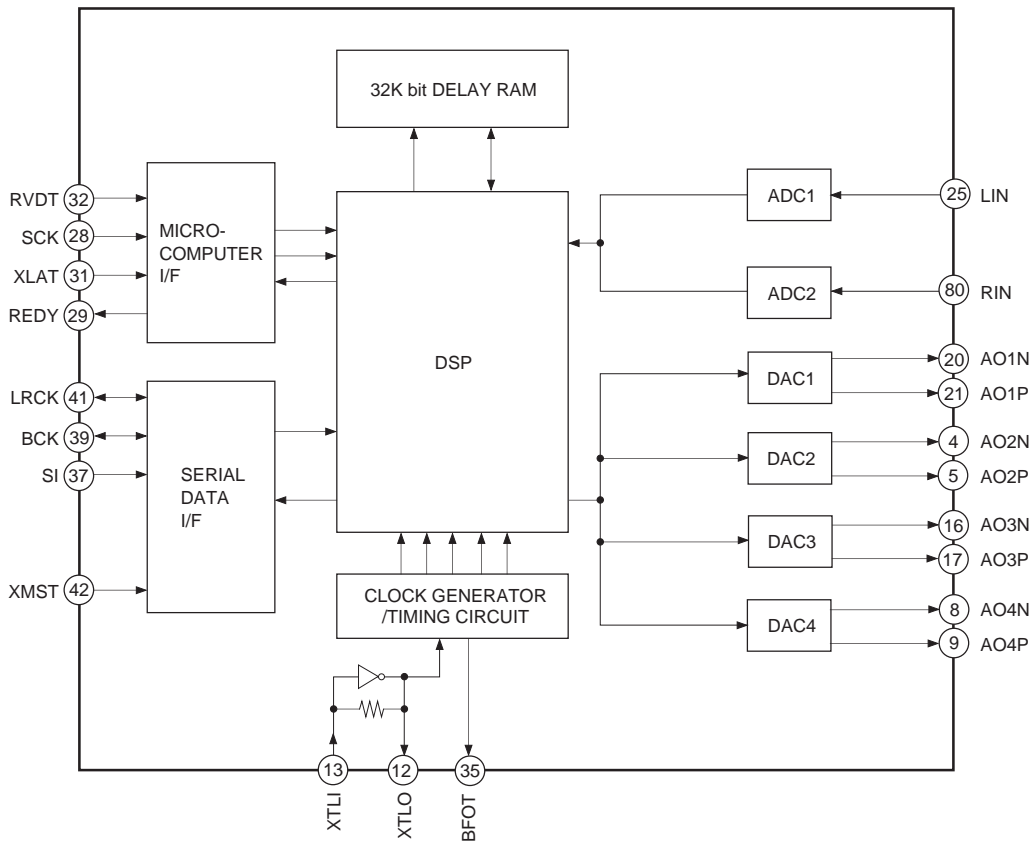 32K bit DELAY RAM
RVDT
32
SCK
28
XLAT
31
REDY
29
MICRO-
COMPUTER
I/F
LRCK
41
BCK
39
SI
37
XMST
42
SERIAL
DATA
I/F
DSP
CLOCK GENERATOR
/TIMING CIRCUIT
ADC1
25
LIN
ADC2
80
RIN
DAC1
20
AO1N
21
AO1P
DAC2
4
AO2N
5
AO2P
DAC3
16
AO3N
17
AO3P
DAC4
8
AO4N
9
AO4P
13
XTLI
12
XTLO
35
BFOT